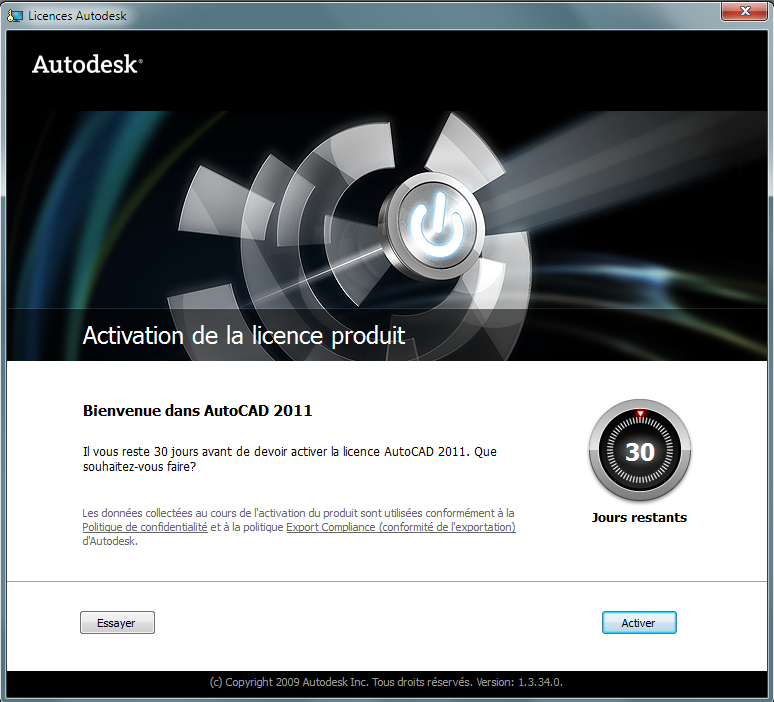 Licences Autodesk
Autodesk®
Activation de la licence produit
Bienvenue dans AutoCAD 2011
Il vous reste 30 jours avant de devoir activer la licence AutoCAD 2011. Que
souhaitez-vous faire?
30
Jours restants
Les données collectées au cours de l'activation du produit sont utilisées conformément à la
Politique de confidentialité et à la politique Export Compliance (conformité de l'exportation)
d'Autodesk.
Essayer
Activer
(c) Copyright 2009 Autodesk Inc. Tous droits réservés. Version: 1.3.34.0.